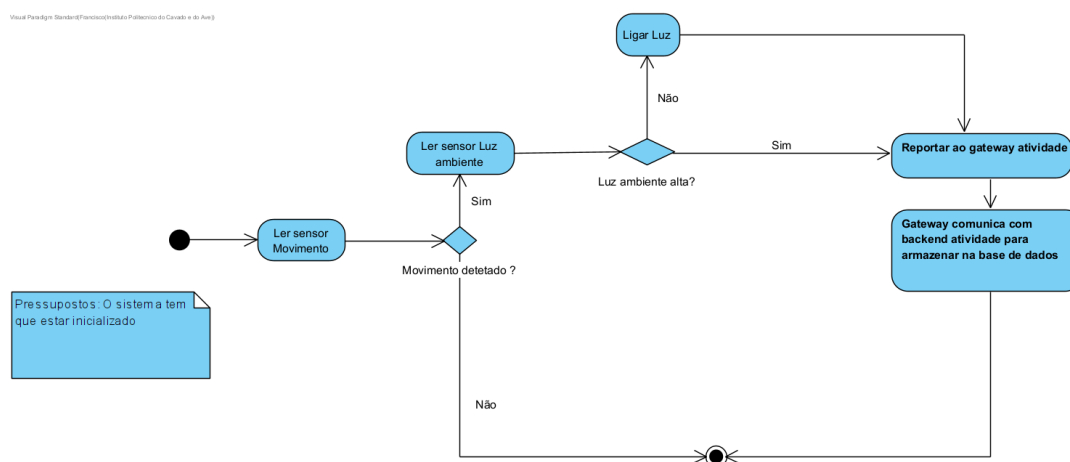 Visual Paradigm Standard(Francisco(Instituto Politecnico do Cavado e do Ave))
Ligar Luz
Não
Ler sensor Luz
ambiente
Sim
Reportar ao gateway atividade
Luz ambiente alta?
Sim
Ler sensor
Movimento
Gateway comunica com
backend atividade para
armazenar na base de dados
Movimento detetado ?
Pressupostos: O sistema tem
que estar inicializado
Não